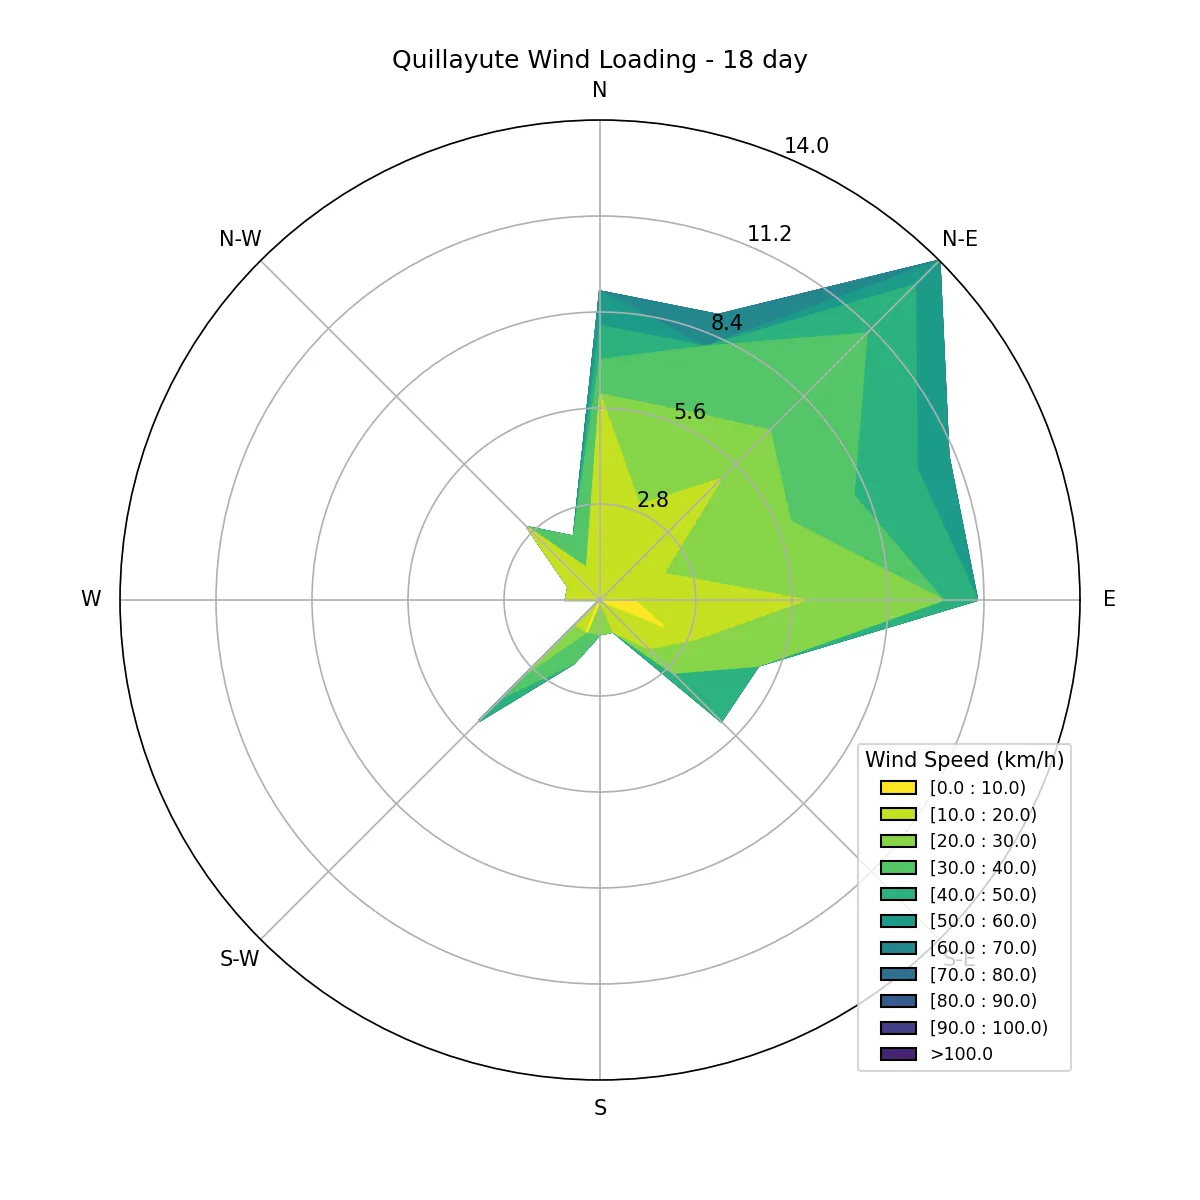 Quillayute Wind Loading - 18 day
N
14.0
11.2
N-W
N-E
8.4
5.6
2.8
W
E
S-W
S-E
S
Wind Speed (km/h)
[0.0 : 10.0)
[10.0 : 20.0)
[20.0 : 30.0)
[30.0 : 40.0)
[40.0 : 50.0)
[50.0 : 60.0)
[60.0 : 70.0)
[70.0 : 80.0)
[80.0 : 90.0)
[90.0 : 100.0)
>100.0